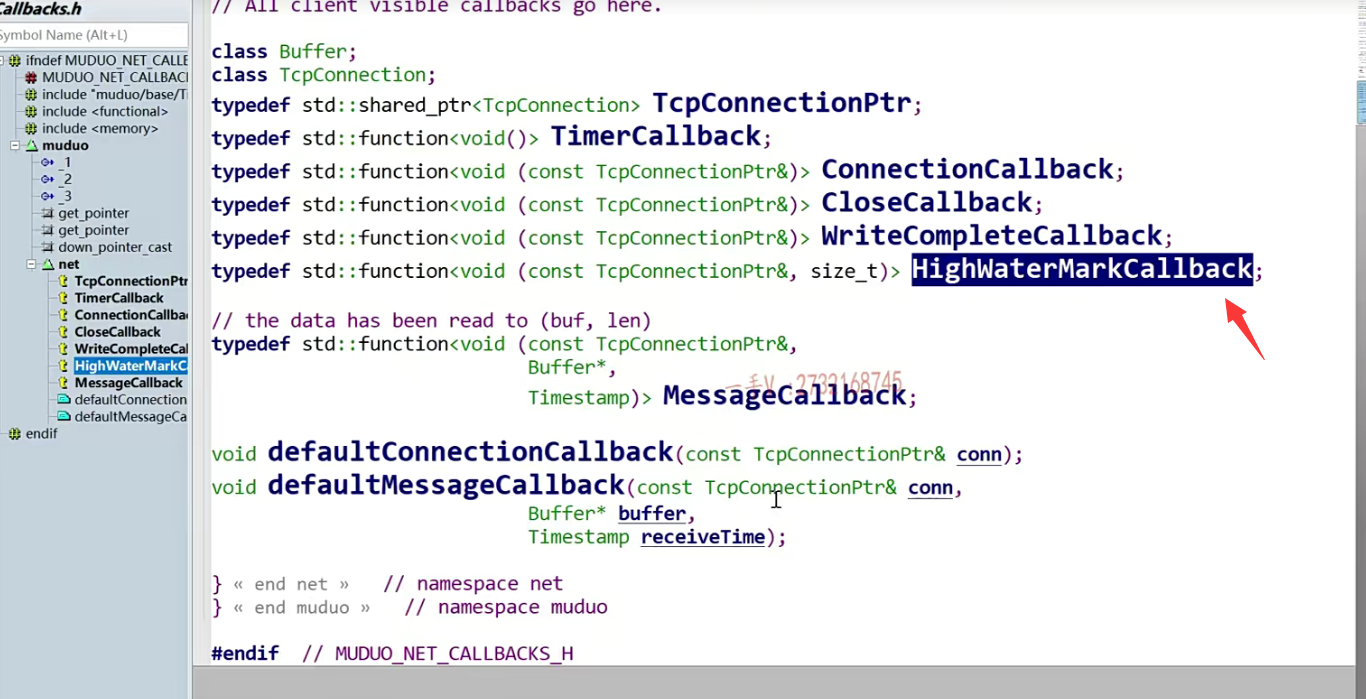 Callbacks.h
Symbol Name (Alt+L)
ifndef MUDUO_NET_CALLE
MUDUO_NET_CALLBACI
include "muduo/base/Ti
include <functional>
include <memory>
muduo
_1
_2
_3
get_pointer
get_pointer
down_pointer_cast
net
TcpConnectionPtr
TimerCallback
ConnectionCallba
CloseCallback
WriteCompleteCal
HighWaterMarkC
MessageCallback
defaultConnection
defaultMessageCa
endif
// All client visible callbacks go here.
class Buffer;
class TcpConnection;
typedef std::shared_ptr<TcpConnection> TcpConnectionPtr;
typedef std::function<void()> TimerCallback;
typedef std::function<void (const TcpConnectionPtr&)> ConnectionCallback;
typedef std::function<void (const TcpConnectionPtr&)> CloseCallback;
typedef std::function<void (const TcpConnectionPtr&)> WriteCompleteCallback;
typedef std::function<void (const TcpConnectionPtr&, size_t)> HighWaterMarkCallback;
// the data has been read to (buf, len)
typedef std::function<void (const TcpConnectionPtr&,
Buffer*,
一手V :2732168745
Timestamp)> MessageCallback;
void defaultConnectionCallback(const TcpConnectionPtr& conn);
void defaultMessageCallback(const TcpConnectionPtr& conn,
Buffer* buffer,
Timestamp receiveTime);
} « end net » // namespace net
} « end muduo » // namespace muduo
#endif // MUDUO_NET_CALLBACKS_H